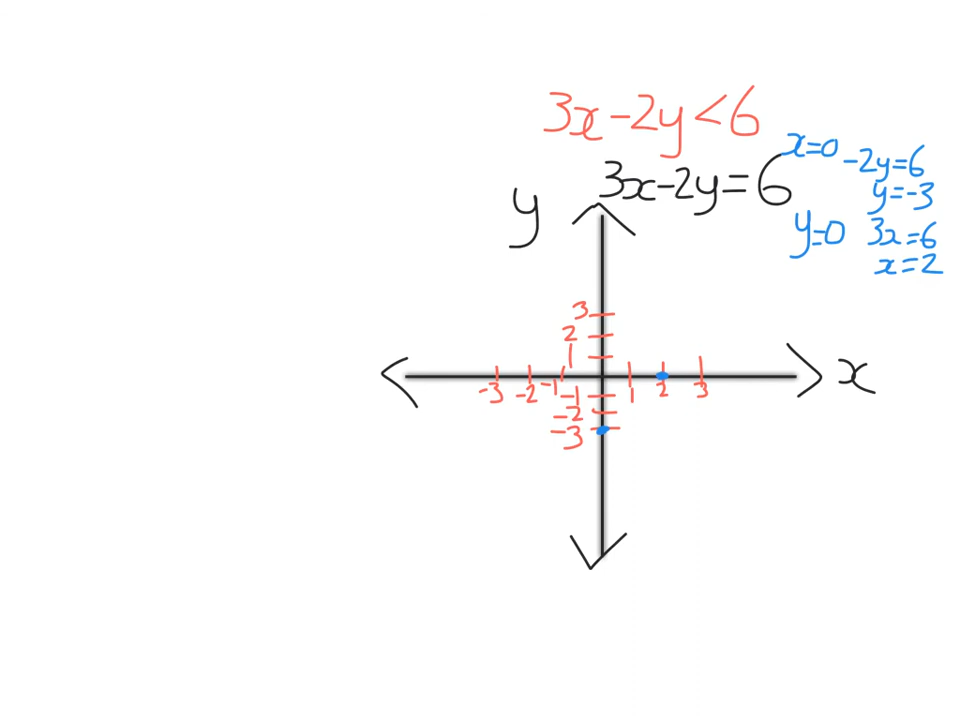 3x-2y<6
x=0 -2y=6
3x-2y=6
y=-3
y
y=0 3x=6
x=2
3
2
1
x
-3 -2 -1 1 2 3
-1
-2
-3